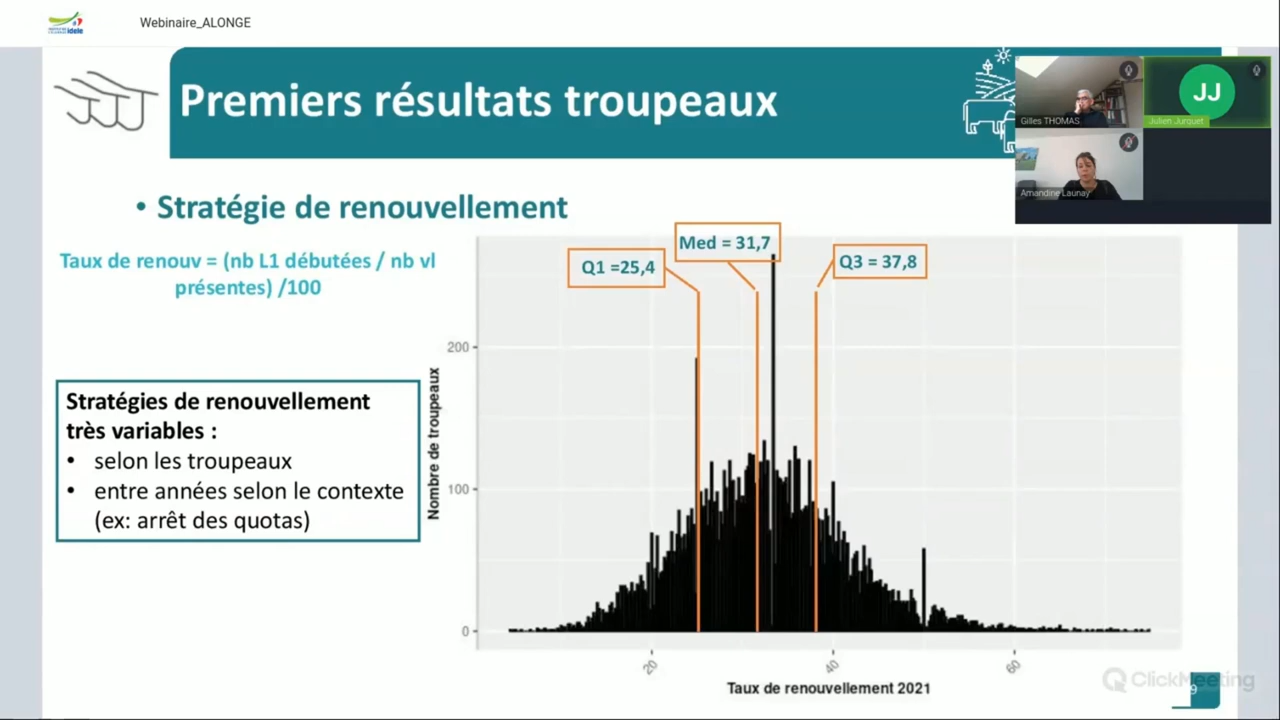 Webinaire_ALONGE
idele
Premiers résultats troupeaux
JJ
Gilles THOMAS
Julien Jurquet
Amandine Launay
• Stratégie de renouvellement
Taux de renouv = (nb L1 débutées / nb vl
présentes) /100
Stratégies de renouvellement
très variables :
• selon les troupeaux
• entre années selon le contexte
(ex: arrêt des quotas)
Q1 =25,4
Med = 31,7
Q3 = 37,8
Nombre de troupeaux
200
100
0
20
40
60
Taux de renouvellement 2021
ClickMeeting
9